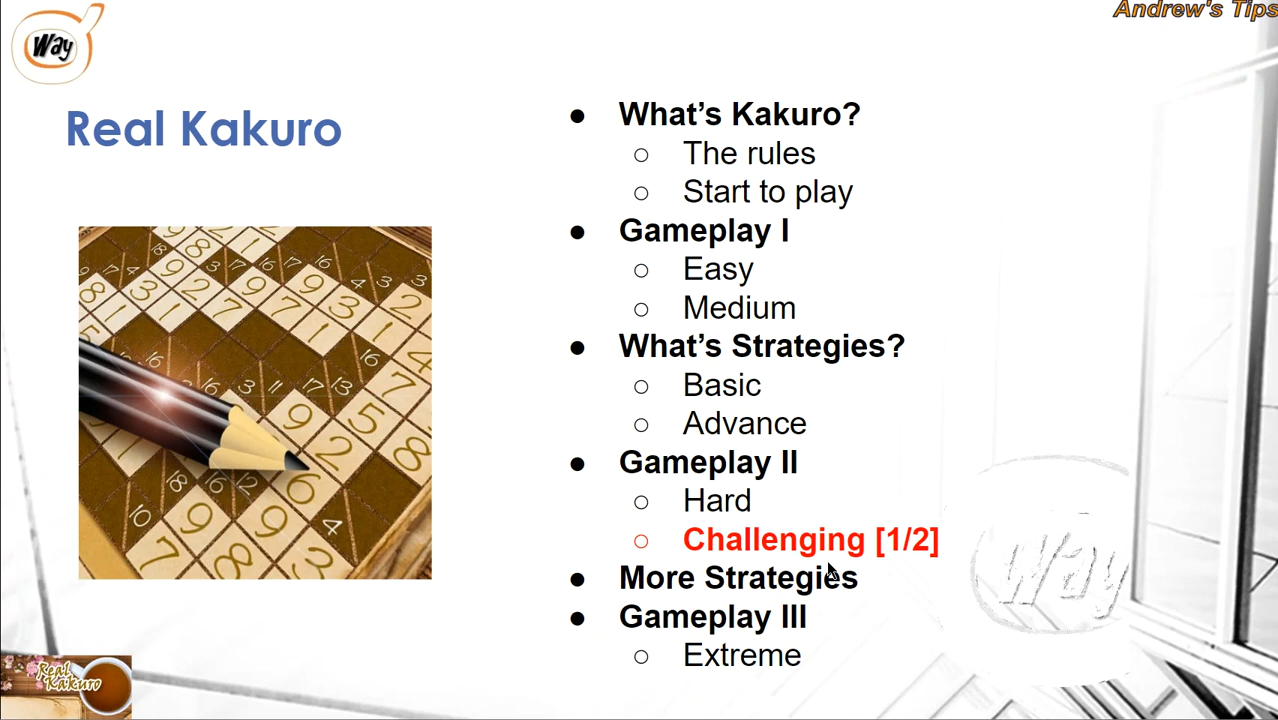 Andrew's Tips
Way
Real Kakuro
● What's Kakuro?
○ The rules
○ Start to play
● Gameplay I
○ Easy
○ Medium
● What's Strategies?
○ Basic
○ Advance
● Gameplay II
○ Hard
○ Challenging [1/2]
● More Strategies
● Gameplay III
○ Extreme
Way
Real
Kakuro